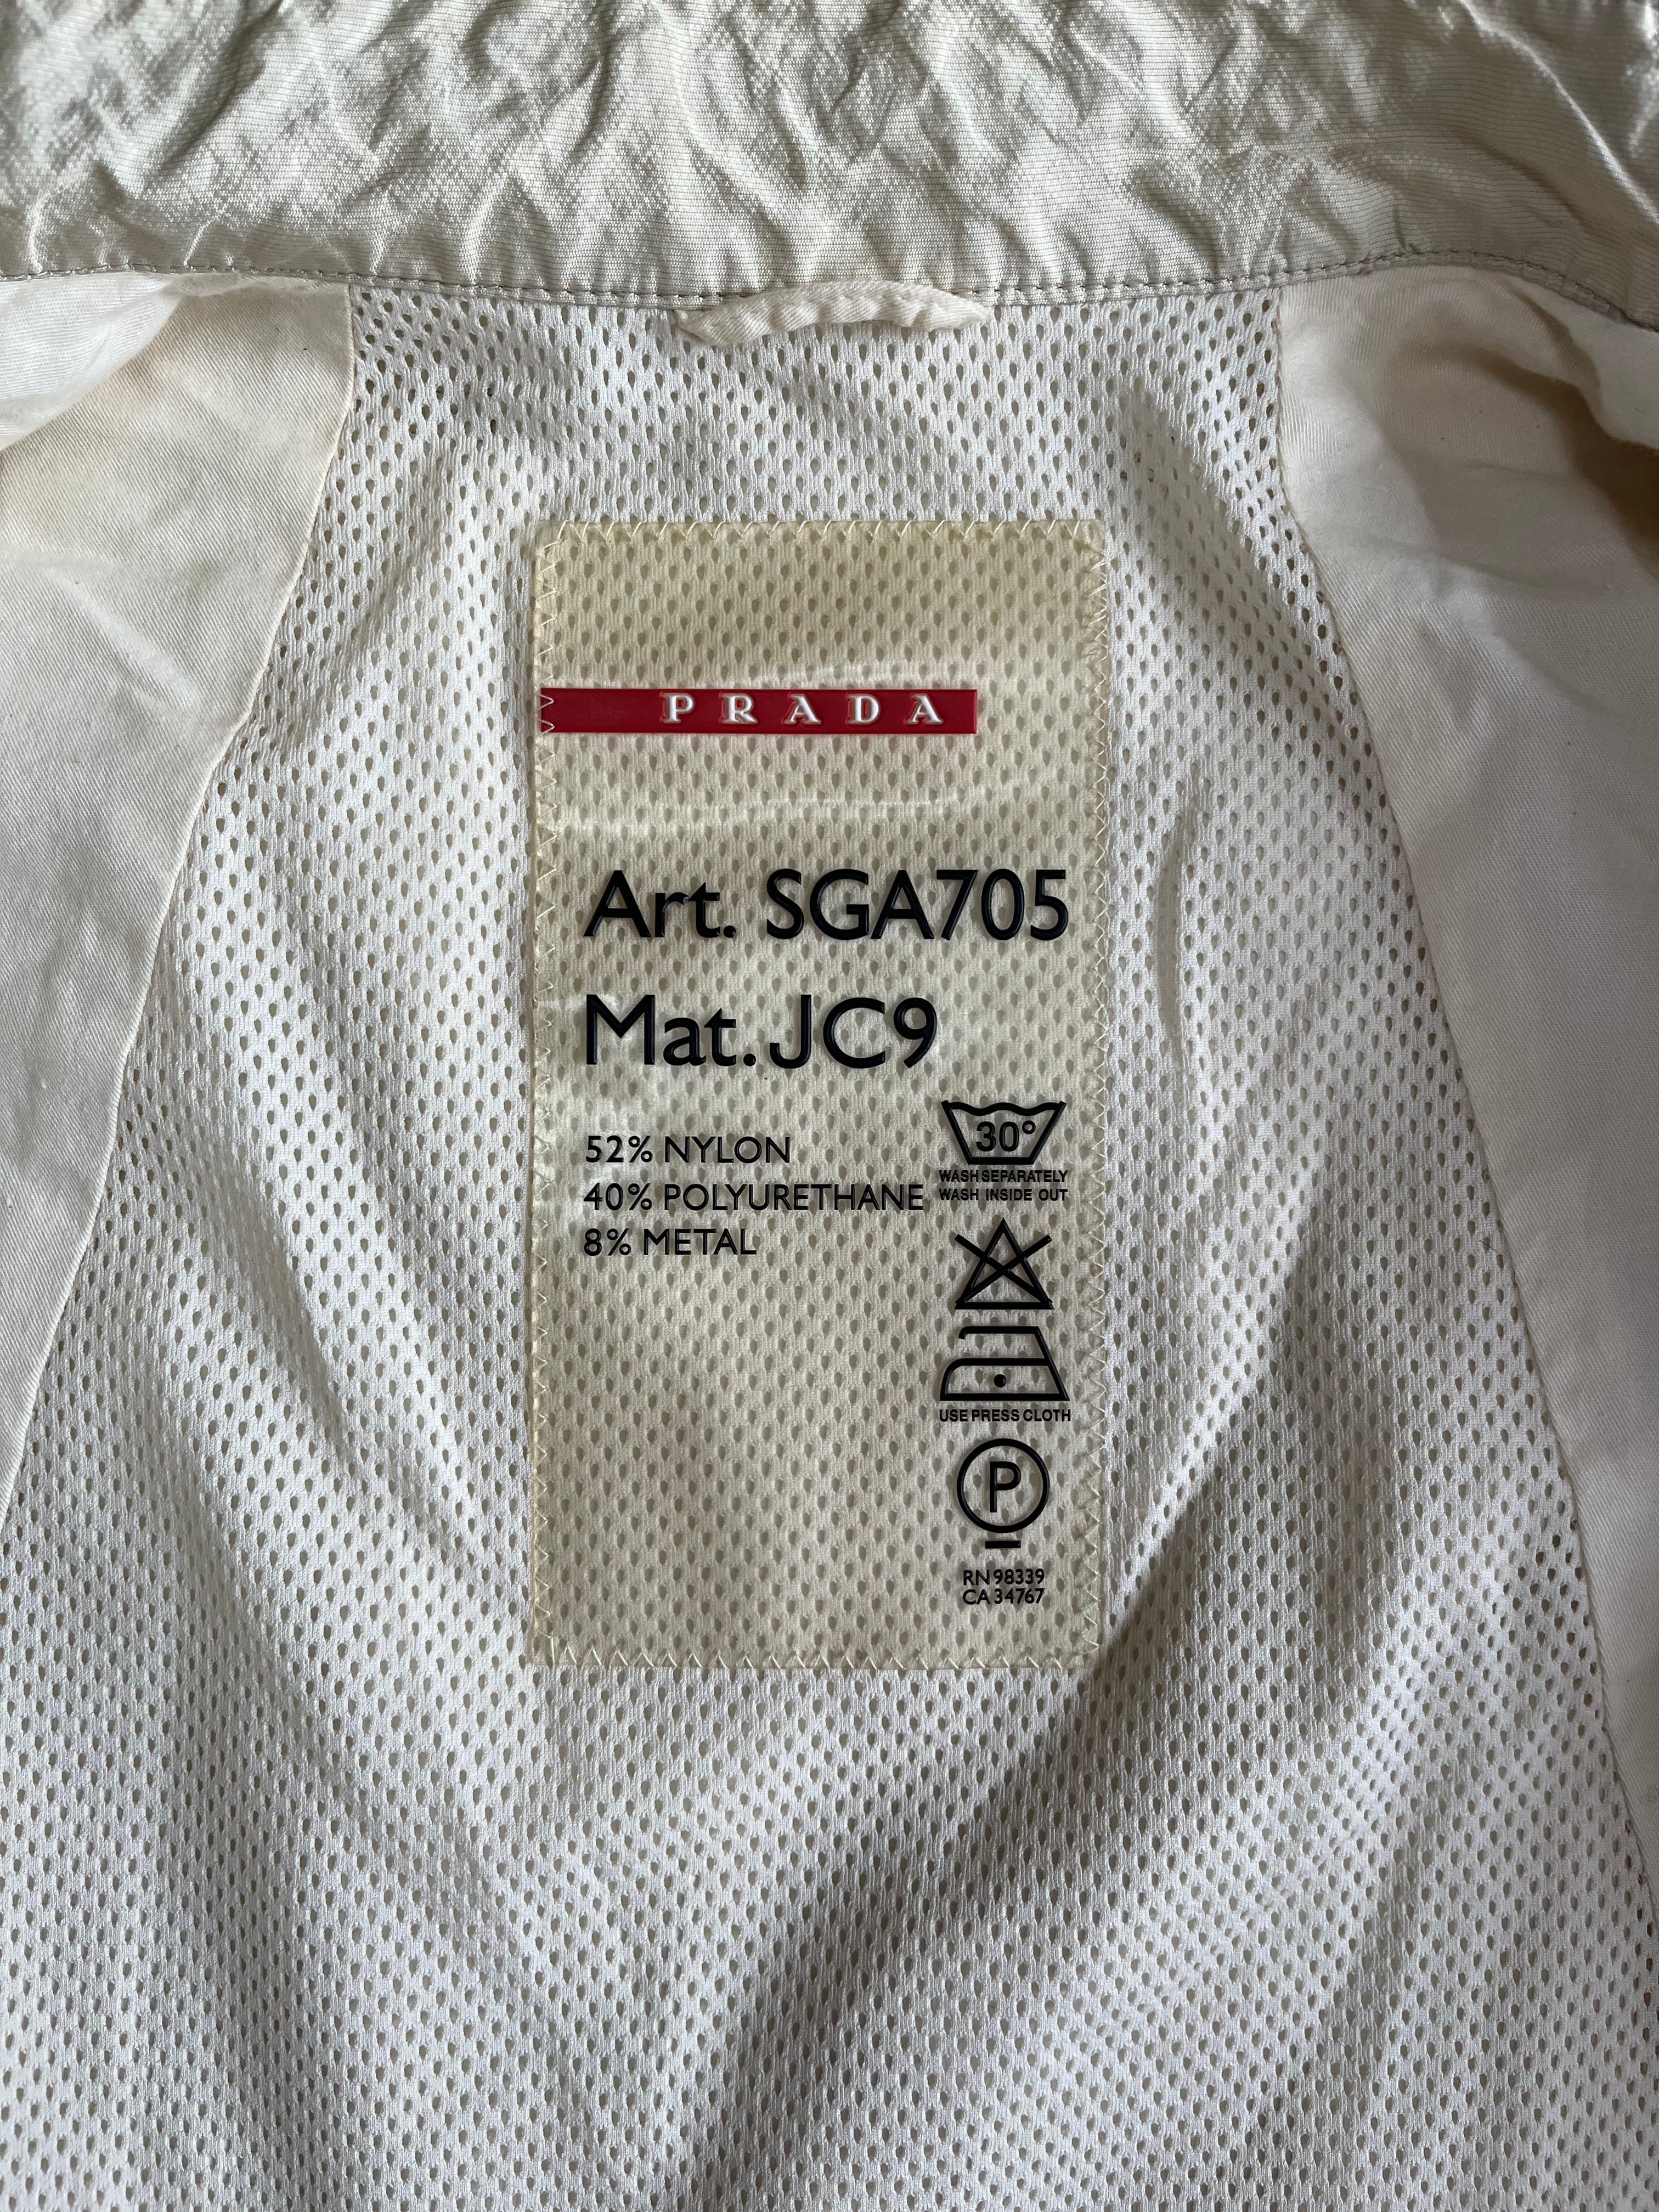 PRADA
Art. SGA705
Mat. JC9
52% NYLON
40% POLYURETHANE
8% METAL
30°
WASH SEPARATELY
WASH INSIDE OUT
USE PRESS CLOTH
P
RN 98339
CA 34767